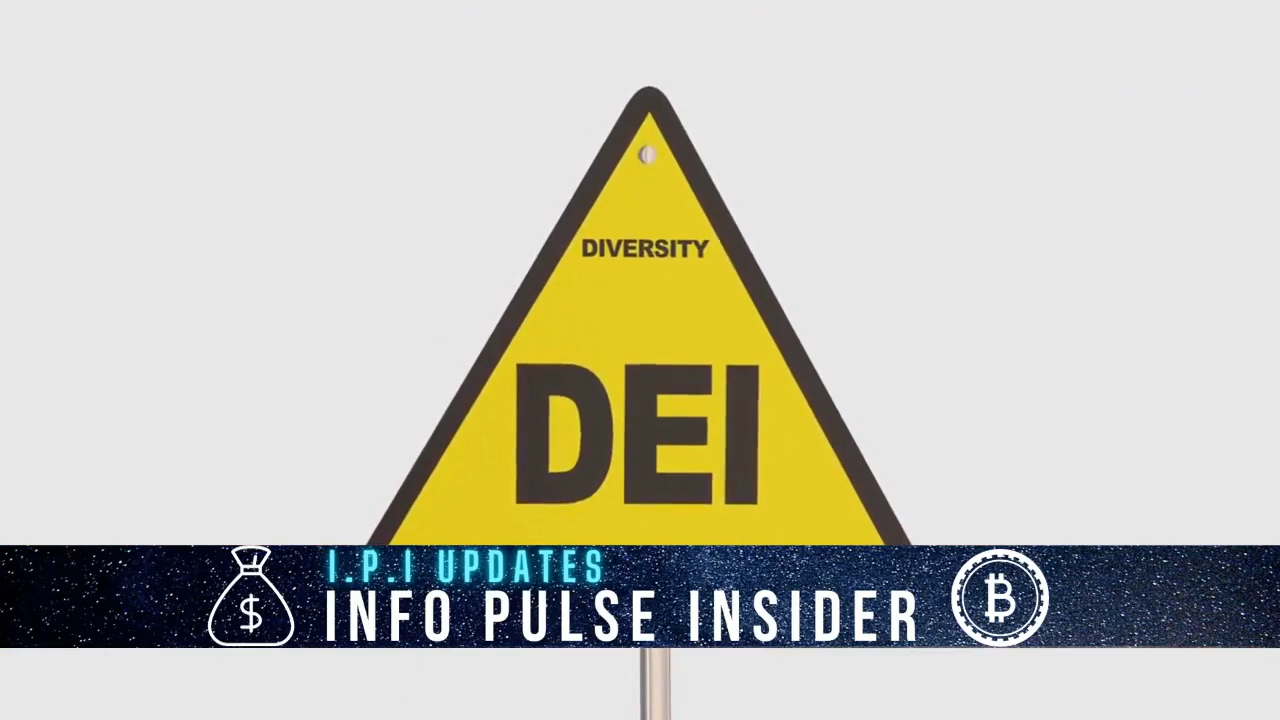 DIVERSITY
DEI
I.P.I UPDATES
INFO PULSE INSIDER
$
₿